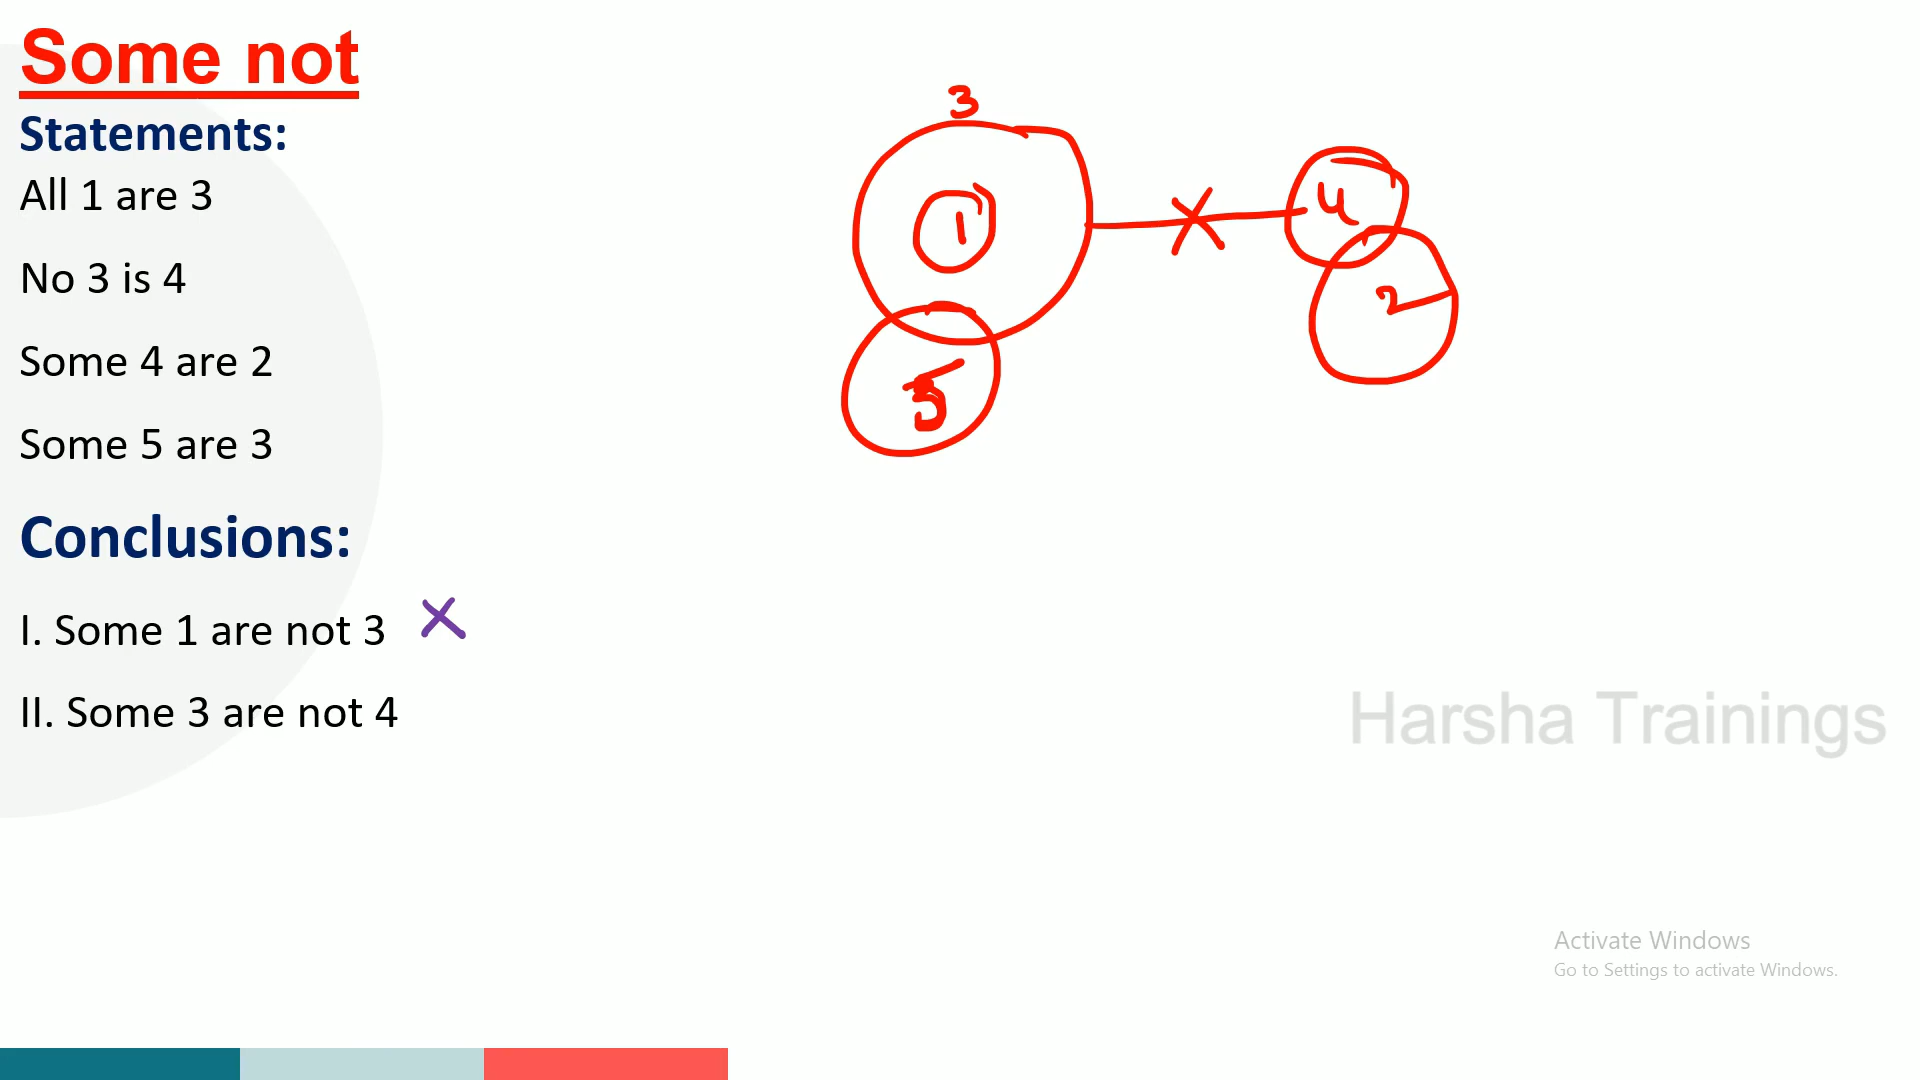 Some not
Statements:
All 1 are 3
No 3 is 4
Some 4 are 2
Some 5 are 3
Conclusions:
I. Some 1 are not 3 X
II. Some 3 are not 4
3
1
4
2
5
X
Harsha Trainings
Activate Windows
Go to Settings to activate Windows.